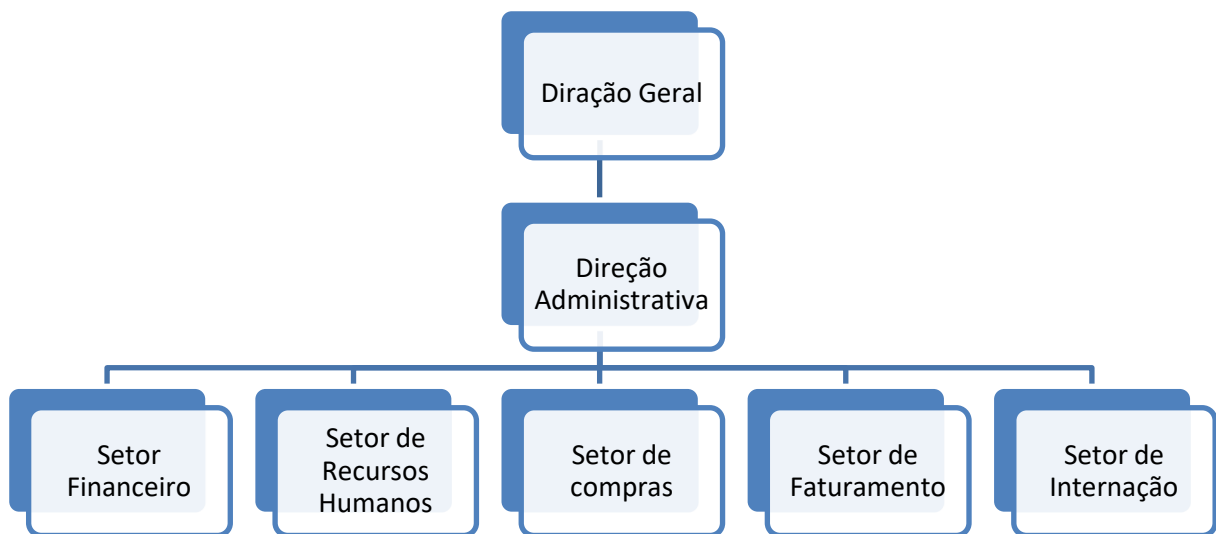 Diração Geral
Direção
Administrativa
Setor
Financeiro
Setor de
Recursos
Humanos
Setor de
compras
Setor de
Faturamento
Setor de
Internação